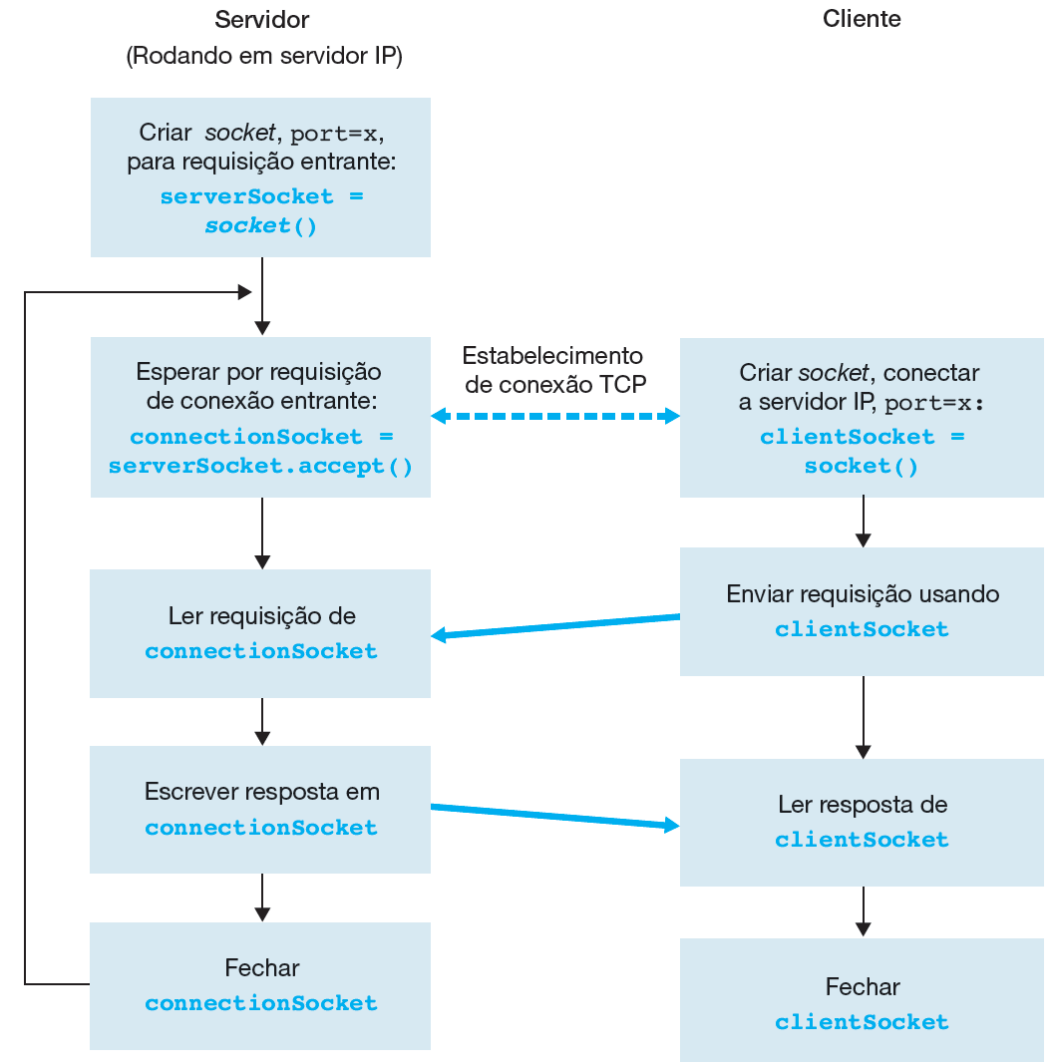 Servidor
(Rodando em servidor IP)
Criar socket, port=x,
para requisição entrante:
serverSocket =
socket()
Esperar por requisição
de conexão entrante:
connectionSocket =
serverSocket.accept()
Ler requisição de
connectionSocket
Escrever resposta em
connectionSocket
Fechar
connectionSocket
Estabelecimento
de conexão TCP
Cliente
Criar socket, conectar
a servidor IP, port=x:
clientSocket =
socket()
Enviar requisição usando
clientSocket
Ler resposta de
clientSocket
Fechar
clientSocket